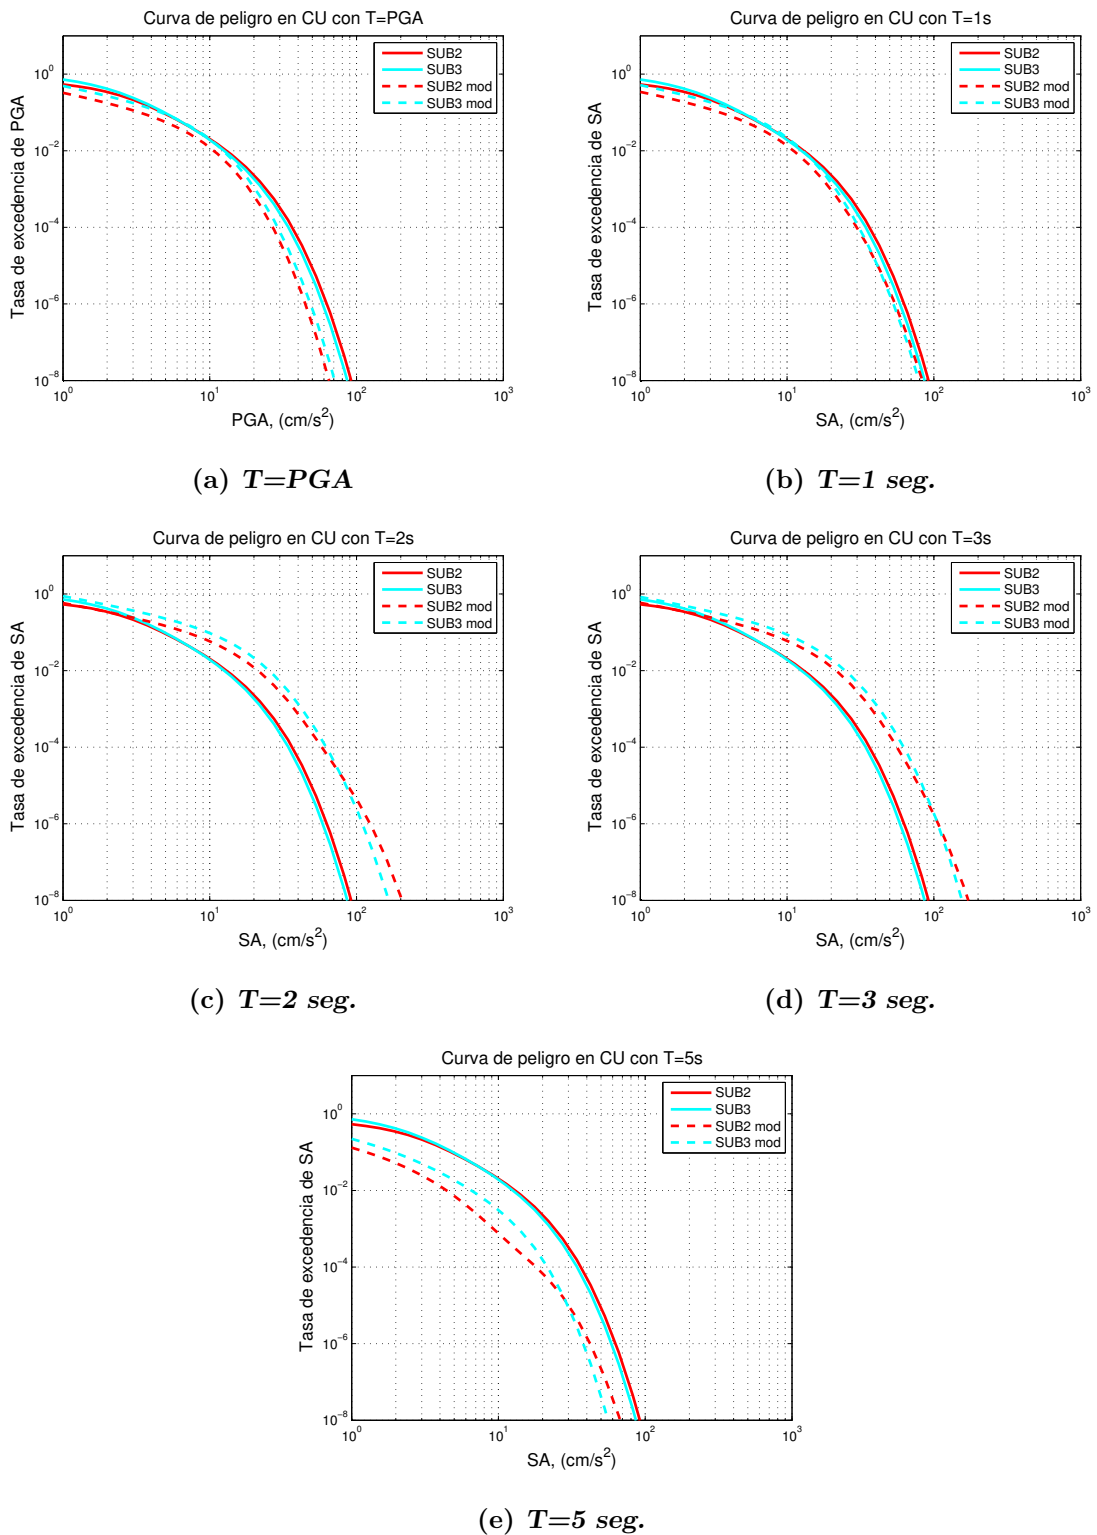 Curva de peligro en CU con T=PGA
SUB2
SUB3
SUB2 mod
SUB3 mod
Tasa de excedencia de PGA
10^0
10^-2
10^-4
10^-6
10^-8
10^0 10^1 10^2 10^3
PGA, (cm/s^2)
(a) T=PGA
Curva de peligro en CU con T=1s
SUB2
SUB3
SUB2 mod
SUB3 mod
Tasa de excedencia de SA
10^0
10^-2
10^-4
10^-6
10^-8
10^0 10^1 10^2 10^3
SA, (cm/s^2)
(b) T=1 seg.
Curva de peligro en CU con T=2s
SUB2
SUB3
SUB2 mod
SUB3 mod
Tasa de excedencia de SA
10^0
10^-2
10^-4
10^-6
10^-8
10^0 10^1 10^2 10^3
SA, (cm/s^2)
(c) T=2 seg.
Curva de peligro en CU con T=3s
SUB2
SUB3
SUB2 mod
SUB3 mod
Tasa de excedencia de SA
10^0
10^-2
10^-4
10^-6
10^-8
10^0 10^1 10^2 10^3
SA, (cm/s^2)
(d) T=3 seg.
Curva de peligro en CU con T=5s
SUB2
SUB3
SUB2 mod
SUB3 mod
Tasa de excedencia de SA
10^0
10^-2
10^-4
10^-6
10^-8
10^0 10^1 10^2 10^3
SA, (cm/s^2)
(e) T=5 seg.